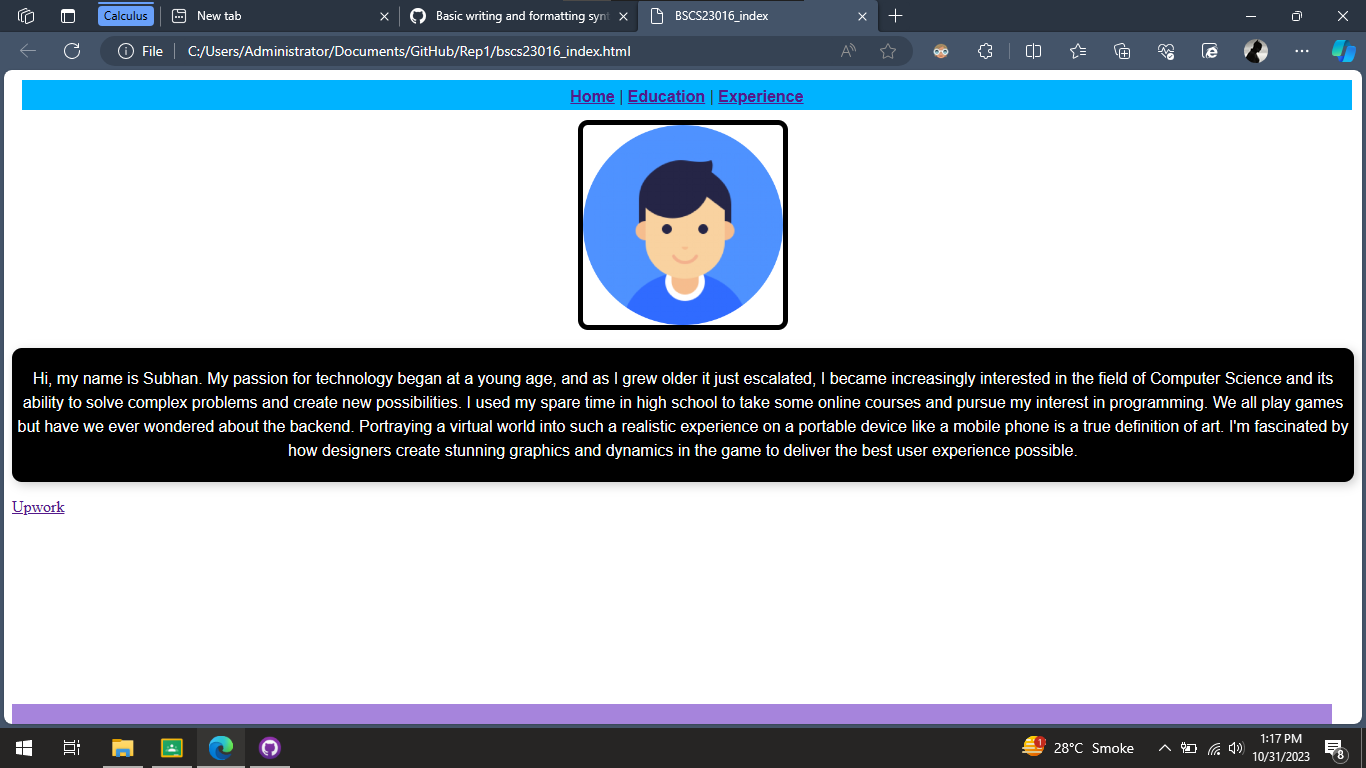 Calculus
New tab
Basic writing and formatting synt
BSCS23016_index
File
C:/Users/Administrator/Documents/GitHub/Rep1/bscs23016_index.html
Home | Education | Experience
Hi, my name is Subhan. My passion for technology began at a young age, and as I grew older it just escalated, I became increasingly interested in the field of Computer Science and its
ability to solve complex problems and create new possibilities. I used my spare time in high school to take some online courses and pursue my interest in programming. We all play games
but have we ever wondered about the backend. Portraying a virtual world into such a realistic experience on a portable device like a mobile phone is a true definition of art. I'm fascinated by
how designers create stunning graphics and dynamics in the game to deliver the best user experience possible.
Upwork
1
28°C Smoke
1:17 PM
10/31/2023
8